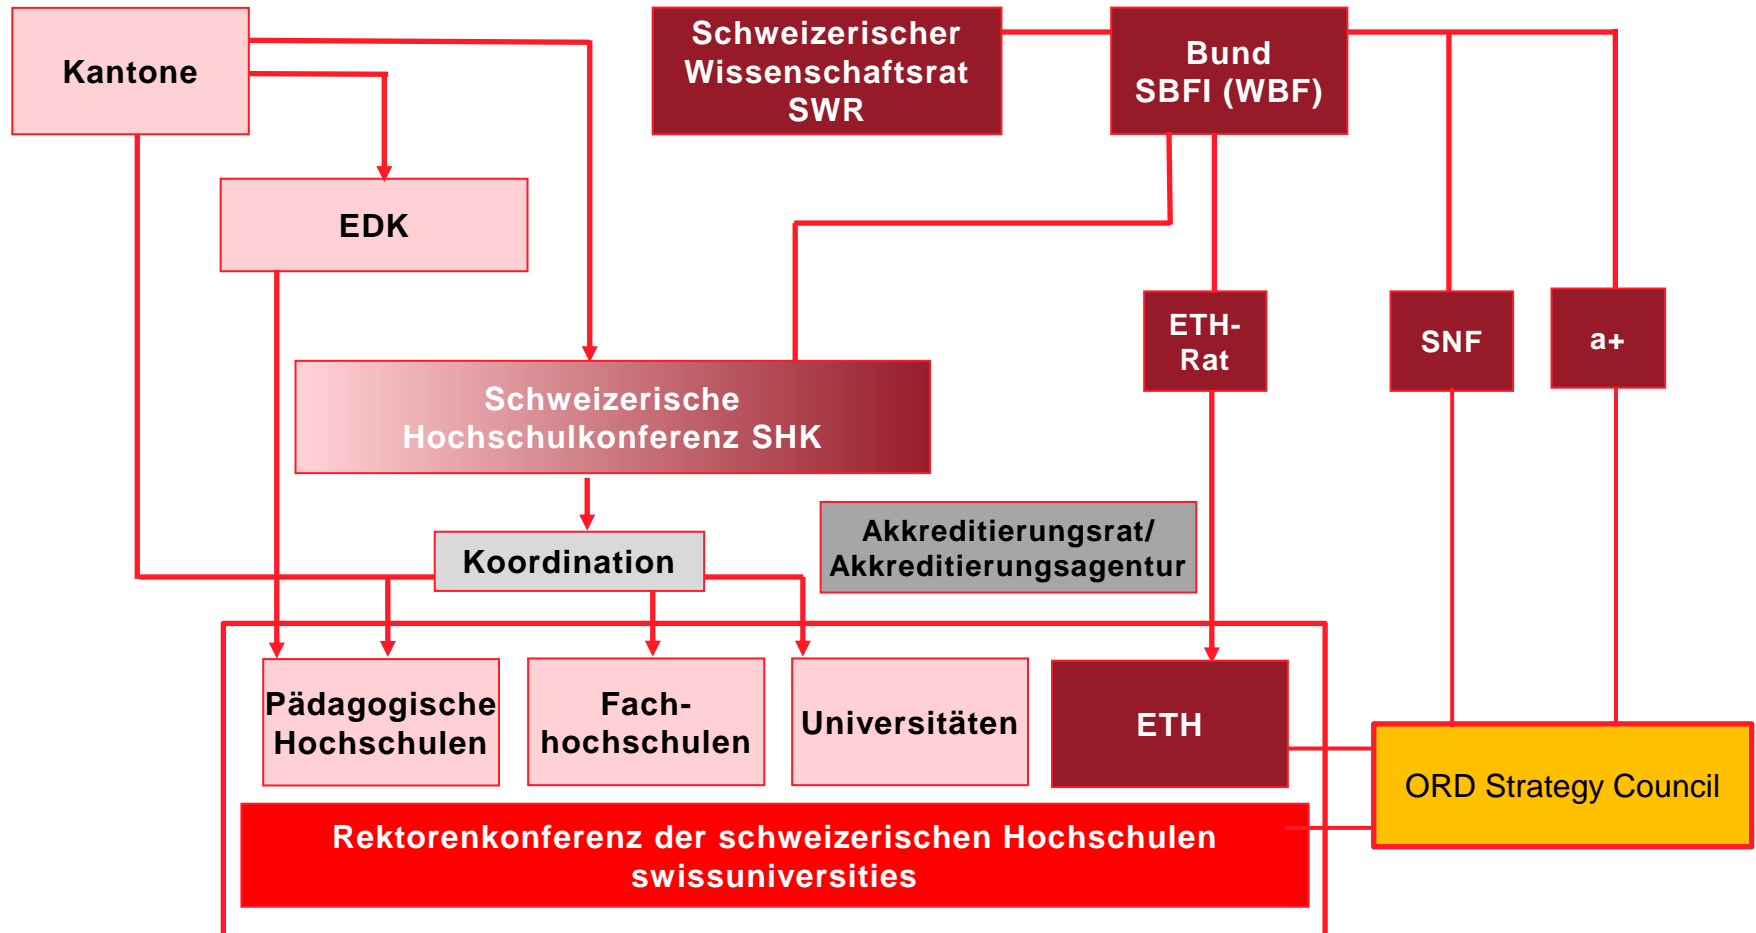 Kantone
Schweizerischer
Wissenschaftsrat
SWR
Bund
SBFI (WBF)
EDK
ETH-
Rat
SNF
a+
Schweizerische
Hochschulkonferenz SHK
Koordination
Akkreditierungsrat/
Akkreditierungsagentur
Pädagogische
Hochschulen
Fach-
hochschulen
Universitäten
ETH
ORD Strategy Council
Rektorenkonferenz der schweizerischen Hochschulen
swissuniversities